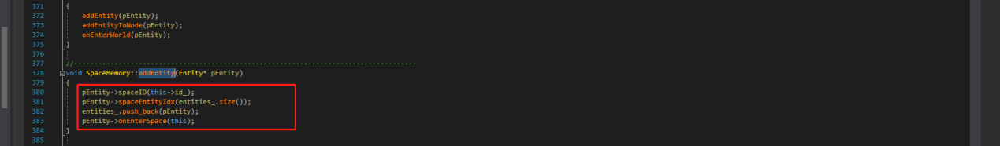 371 {
372 addEntity(pEntity);
373 addEntityToNode(pEntity);
374 onEnterWorld(pEntity);
375 }
376
377 //-------------------------------------------------------------------------------------
378 void SpaceMemory::addEntity(Entity* pEntity)
379 {
380 pEntity->spaceID(this->id_);
381 pEntity->spaceEntityIdx(entities_.size());
382 entities_.push_back(pEntity);
383 pEntity->onEnterSpace(this);
384 }
385